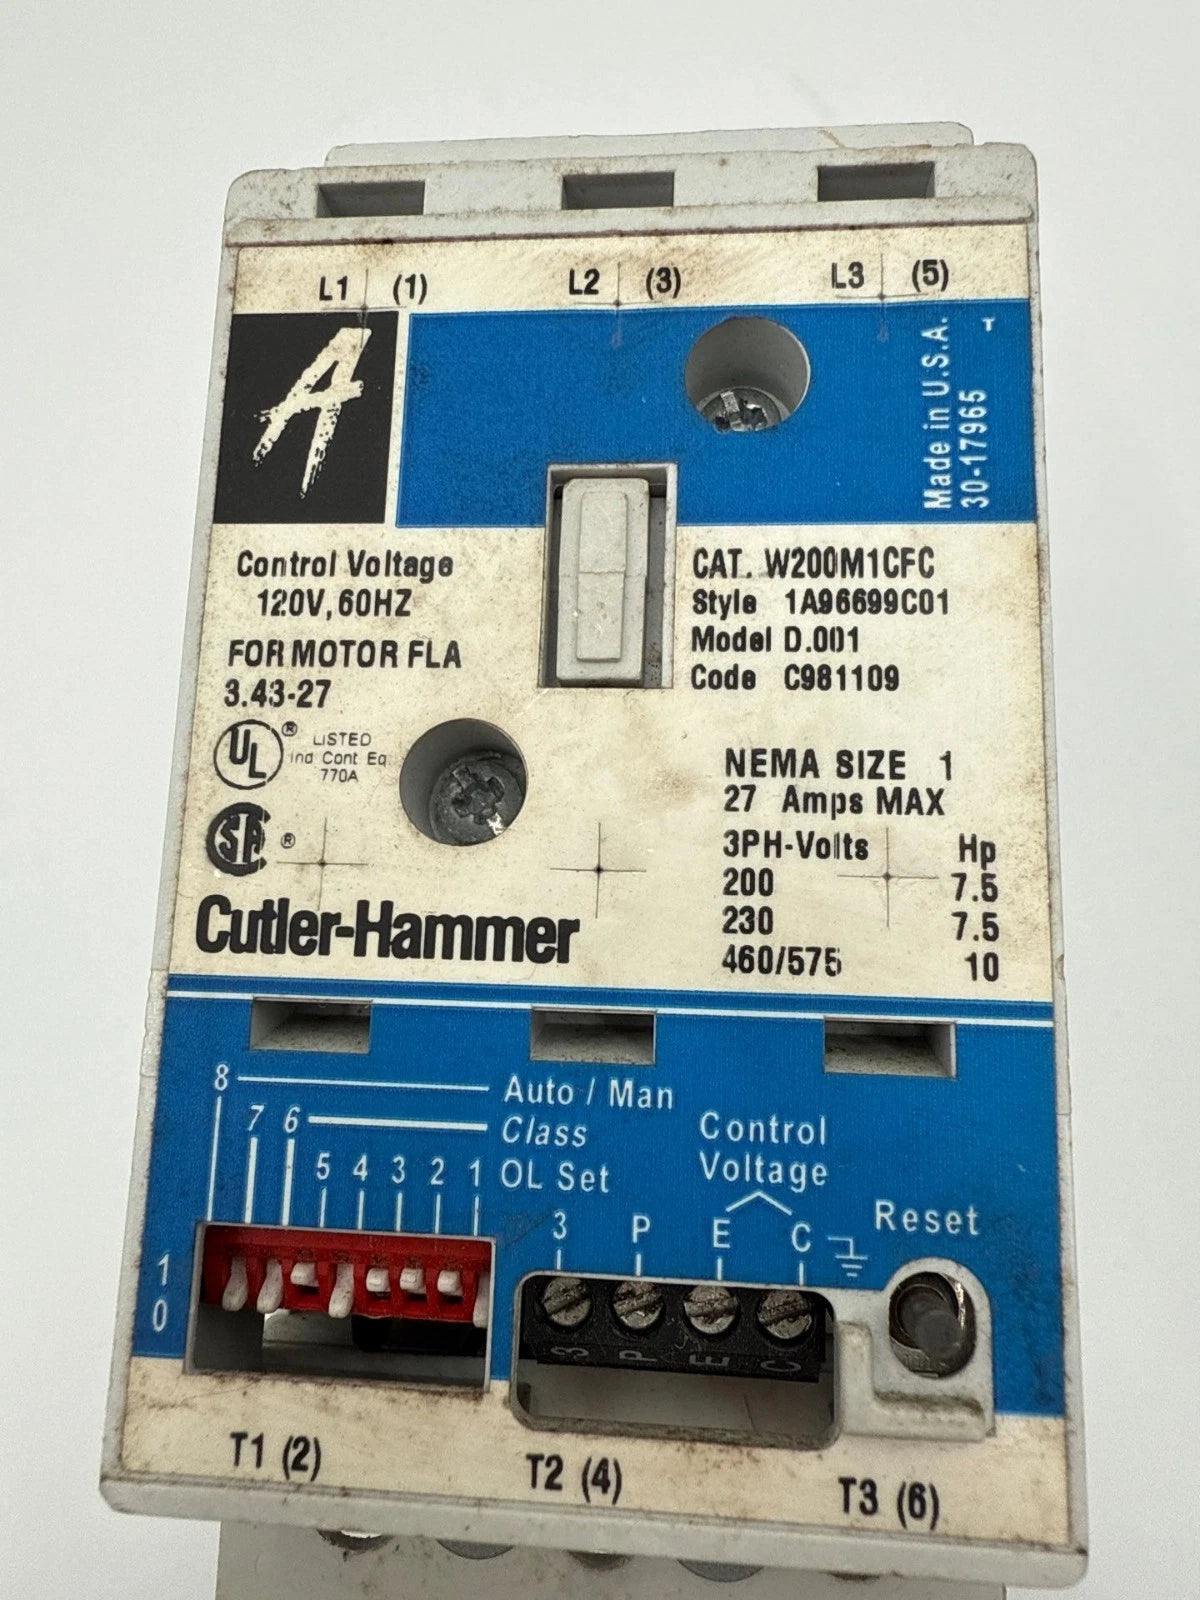 L1 (1) L2 (3) L3 (5)
A
Made in U.S.A.
30-17965
T
Control Voltage
120V, 60HZ
FOR MOTOR FLA
3.43-27
UL ® LISTED
Ind Cont Eq
770A
SA ®
Cutler-Hammer
CAT. W200M1CFC
Style 1A96699C01
Model D.001
Code C981109
NEMA SIZE 1
27 Amps MAX
3PH-Volts Hp
200 7.5
230 7.5
460/575 10
8 Auto / Man
7 6 Class
5 4 3 2 1 OL Set
Control
Voltage
3 P E C
Reset
1
0
3 P E C
T1 (2) T2 (4) T3 (6)